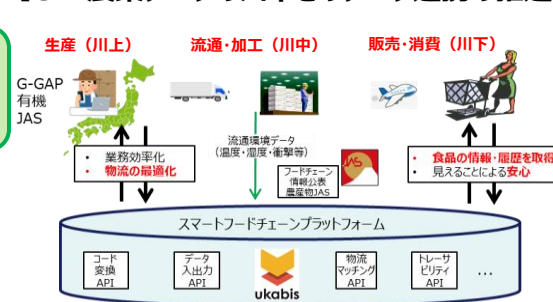 生産（川上）
流通・加工（川中）
販売・消費（川下）
G-GAP
有機
JAS
流通環境データ
（温度・湿度・衝撃等）
フードチェーン
情報公表
農産物JAS
JAS
• 業務効率化
• 物流の最適化
• 食品の情報・履歴を取得
• 見えることによる安心
スマートフードチェーンプラットフォーム
コード
変換
API
データ
入出力
API
ukabis
物流
マッチング
API
トレーサ
ビリティ
API
…